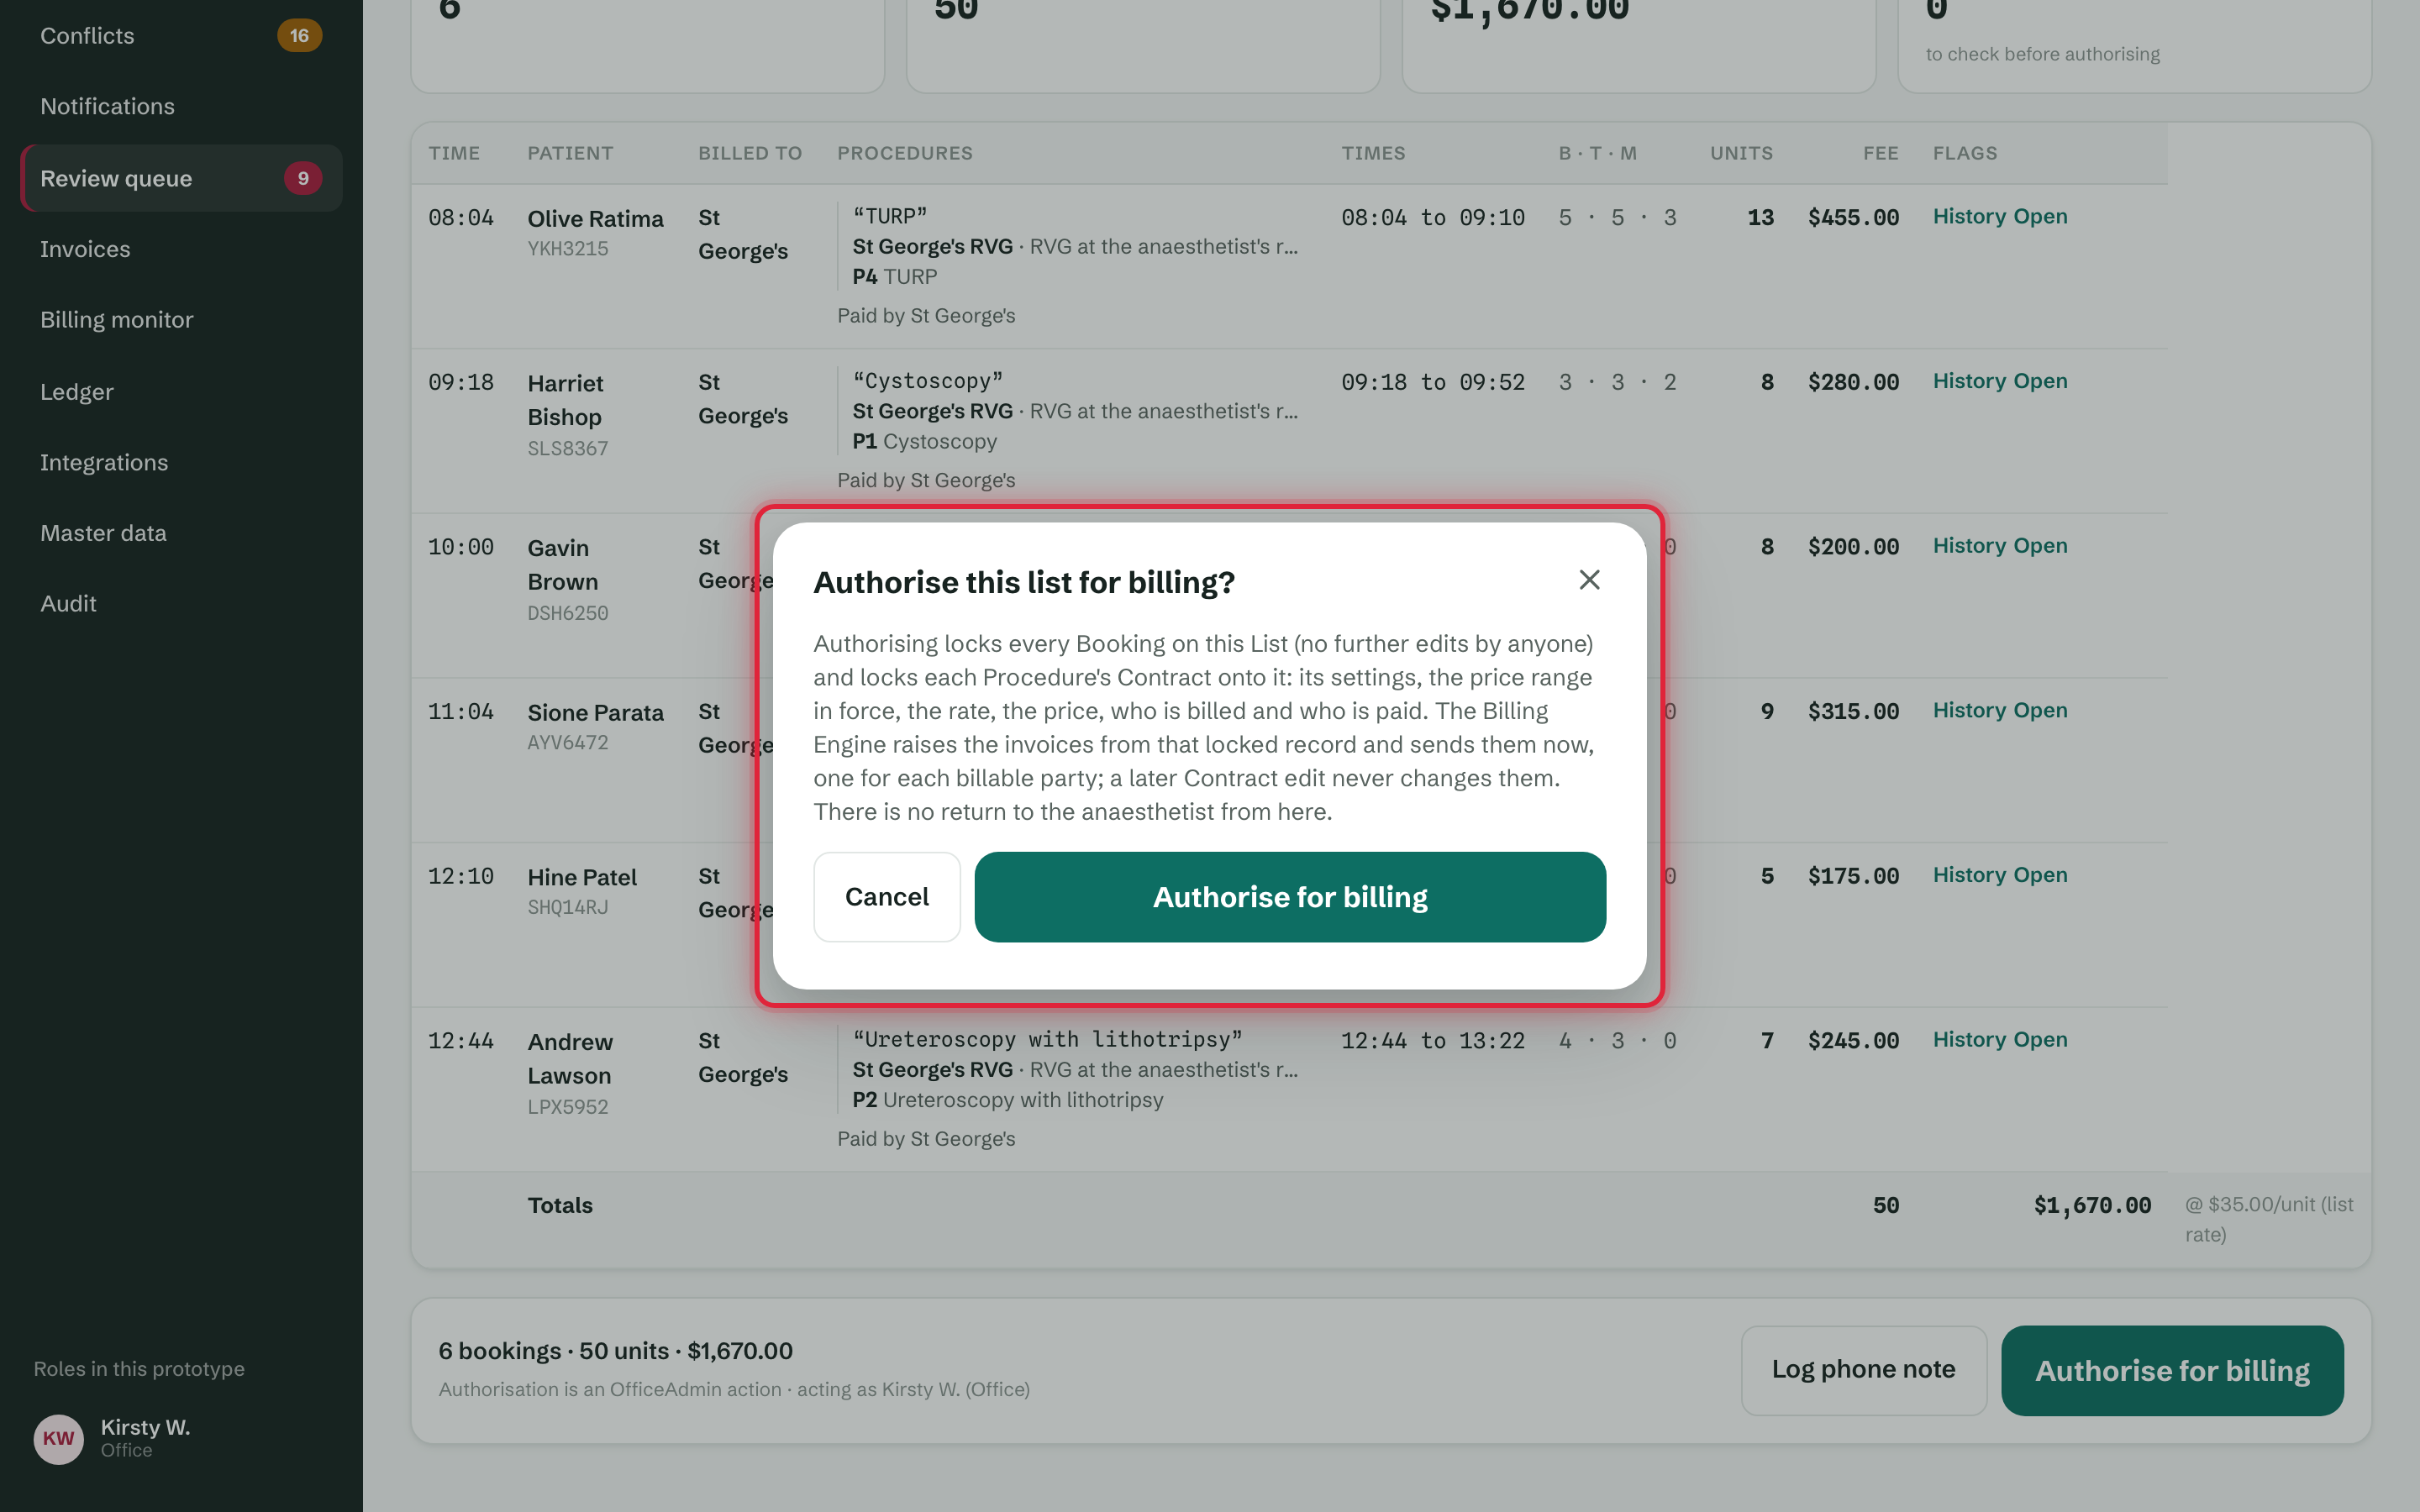 Conflicts 16
Notifications
Review queue 9
Invoices
Billing monitor
Ledger
Integrations
Master data
Audit
Roles in this prototype
KW
Kirsty W.
Office
6
50
$1,670.00
0
to check before authorising
TIME PATIENT BILLED TO PROCEDURES TIMES B · T · M UNITS FEE FLAGS
08:04 Olive Ratima YKH3215 St George's “TURP”
St George's RVG · RVG at the anaesthetist's r...
P4 TURP
Paid by St George's
08:04 to 09:10 5 · 5 · 3 13 $455.00 History Open
09:18 Harriet Bishop SLS8367 St George's “Cystoscopy”
St George's RVG · RVG at the anaesthetist's r...
P1 Cystoscopy
Paid by St George's
09:18 to 09:52 3 · 3 · 2 8 $280.00 History Open
10:00 Gavin Brown DSH6250 St George 0 8 $200.00 History Open
11:04 Sione Parata AYV6472 St George 0 9 $315.00 History Open
12:10 Hine Patel SHQ14RJ St George 0 5 $175.00 History Open
12:44 Andrew Lawson LPX5952 St George's “Ureteroscopy with lithotripsy”
St George's RVG · RVG at the anaesthetist's r...
P2 Ureteroscopy with lithotripsy
Paid by St George's
12:44 to 13:22 4 · 3 · 0 7 $245.00 History Open
Totals 50 $1,670.00 @ $35.00/unit (list
rate)
Authorise this list for billing?
Authorising locks every Booking on this List (no further edits by anyone)
and locks each Procedure's Contract onto it: its settings, the price range
in force, the rate, the price, who is billed and who is paid. The Billing
Engine raises the invoices from that locked record and sends them now,
one for each billable party; a later Contract edit never changes them.
There is no return to the anaesthetist from here.
Cancel Authorise for billing
6 bookings · 50 units · $1,670.00
Authorisation is an OfficeAdmin action · acting as Kirsty W. (Office)
Log phone note Authorise for billing